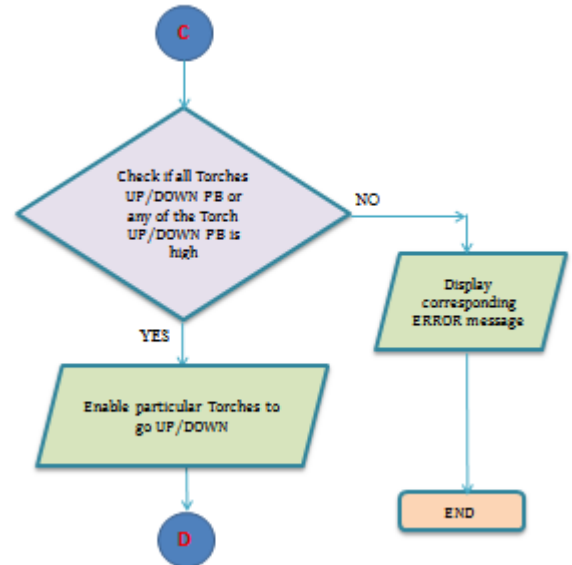 C
Check if all Torches
UP/DOWN PB or
any of the Torch
UP/DOWN PB is
high
NO
Display
corresponding
ERROR message
YES
Enable particular Torches to
go UP/DOWN
END
D